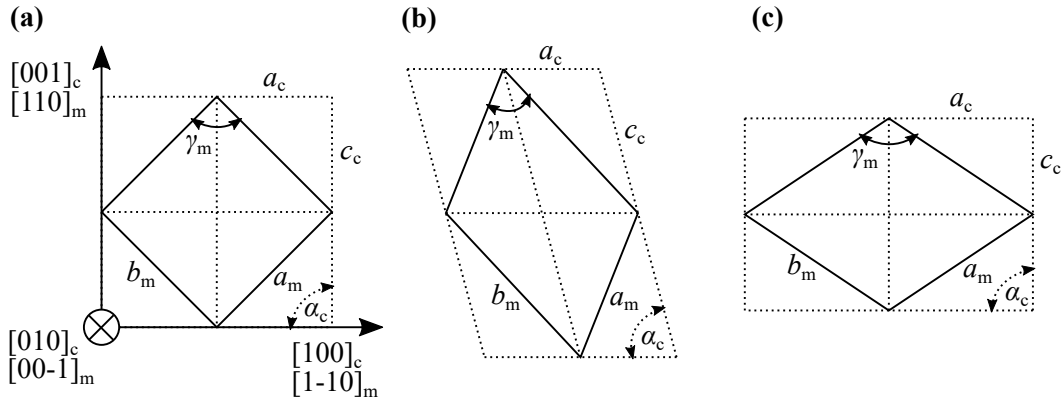 (a)
(b)
(c)
[001]c
[110]m
ac
γm
cc
bm
am
αc
[010]c
[00-1]m
[100]c
[1-10]m
ac
γm
cc
bm
am
αc
ac
γm
cc
bm
am
αc